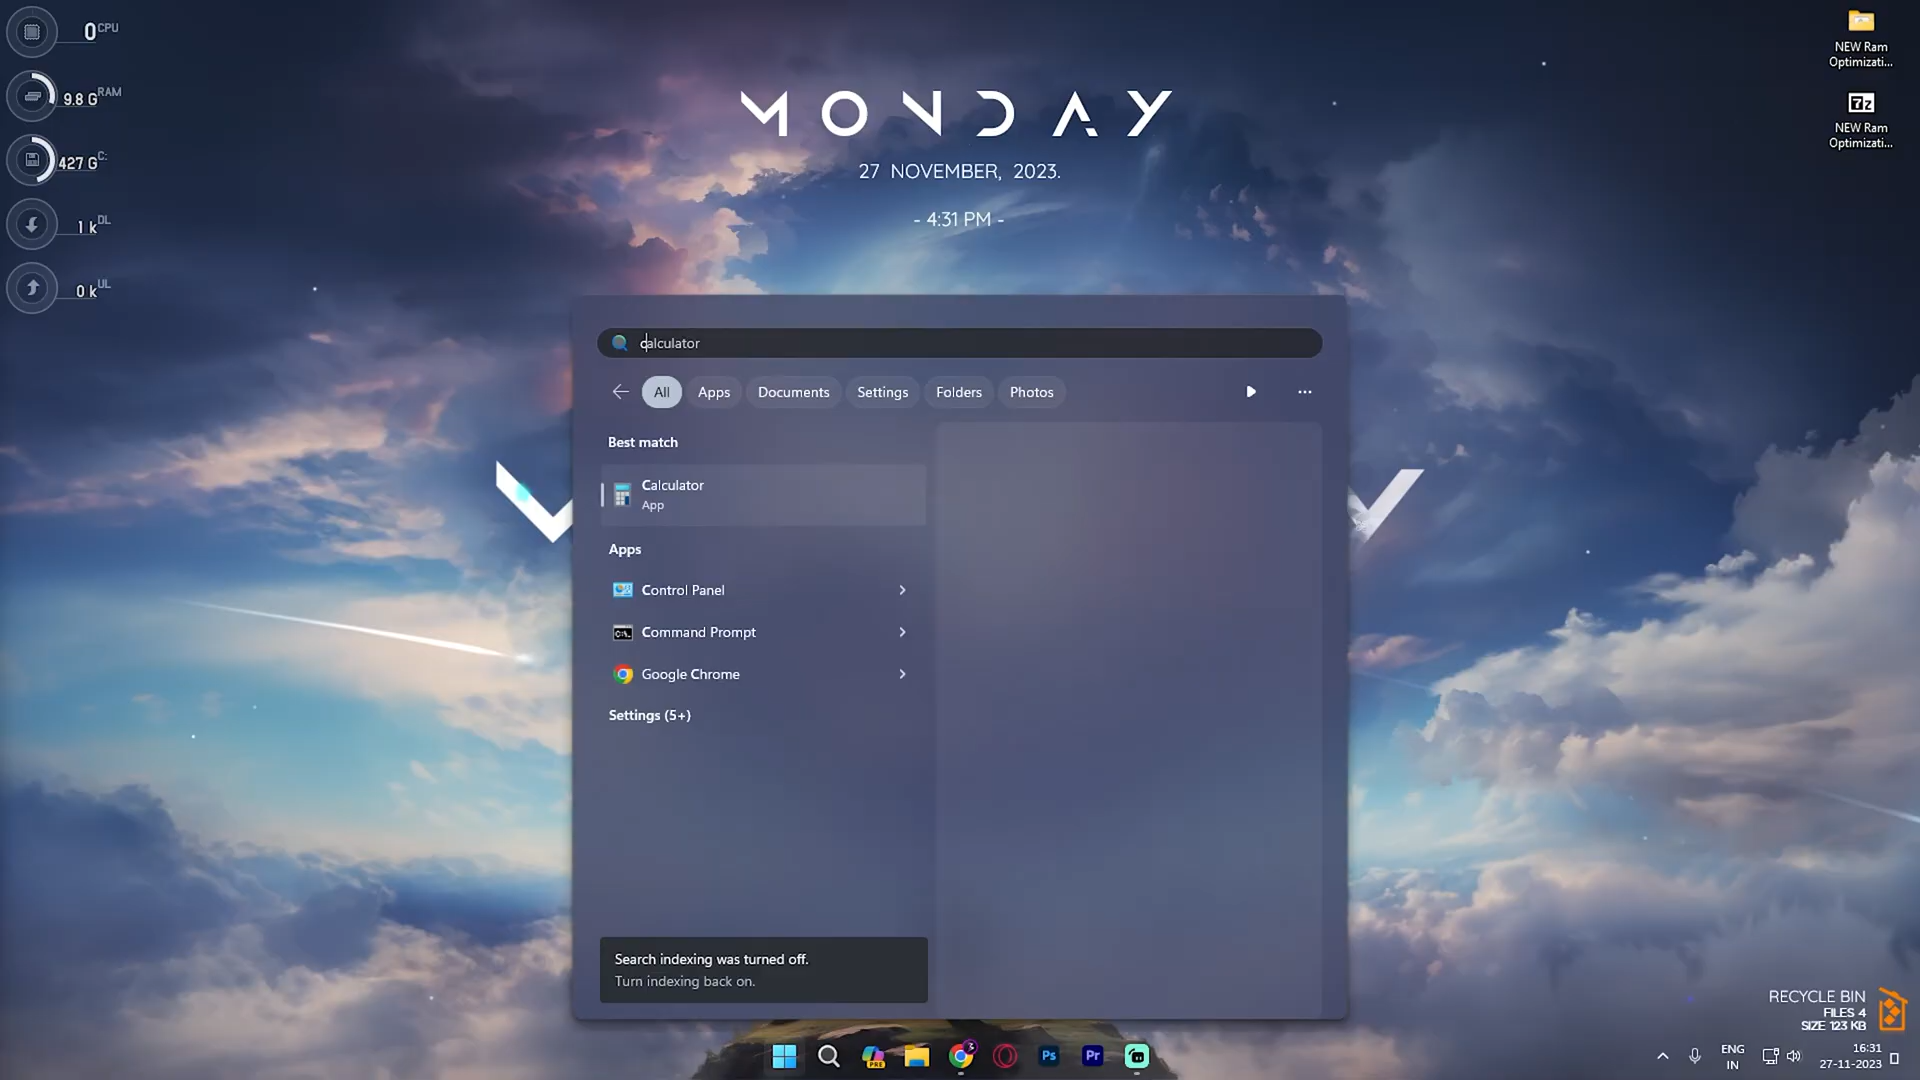 0 CPU
9.8 G RAM
427 G C:
1 k DL
0 k UL
NEW Ram
Optimizati...
7z
NEW Ram
Optimizati...
MONDAY
27 NOVEMBER, 2023.
- 4:31 PM -
calculator
All
Apps
Documents
Settings
Folders
Photos
...
Best match
Calculator
App
Apps
Control Panel
Command Prompt
Google Chrome
Settings (5+)
Search indexing was turned off.
Turn indexing back on.
RECYCLE BIN
FILES 4
SIZE 123 KB
PRE
3
Ps
Pr
ENG
IN
16:31
27-11-2023